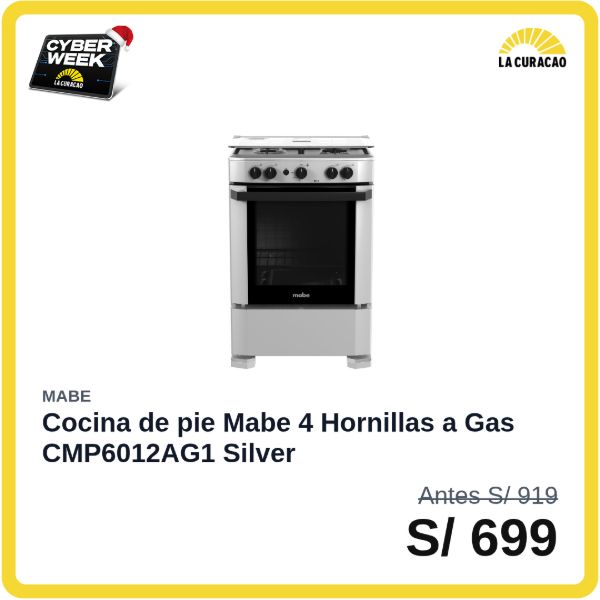 CYBER
WEEK
LA CURACAO
LA CURACAO
mabe
MABE
Cocina de pie Mabe 4 Hornillas a Gas
CMP6012AG1 Silver
Antes S/ 919
S/ 699